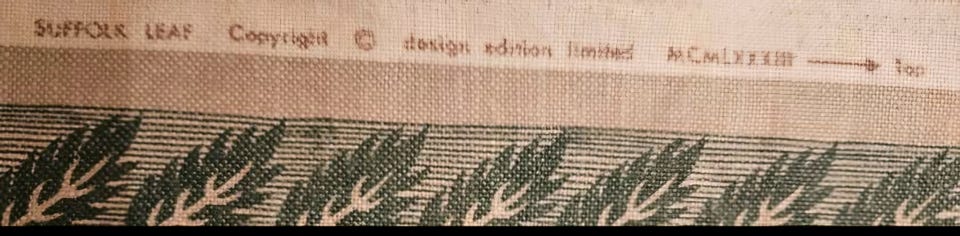 SUFFOLK LEAF Copyright © design edition limited MCMLXXXIII → Top